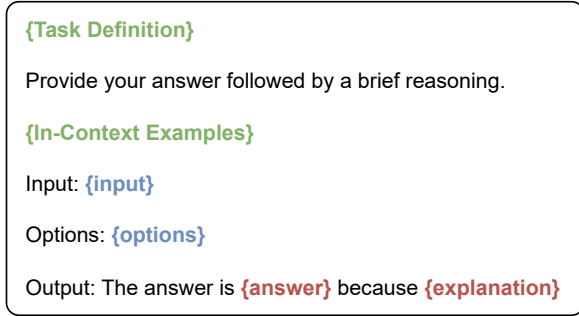 {Task Definition}
Provide your answer followed by a brief reasoning.
{In-Context Examples}
Input: {input}
Options: {options}
Output: The answer is {answer} because {explanation}